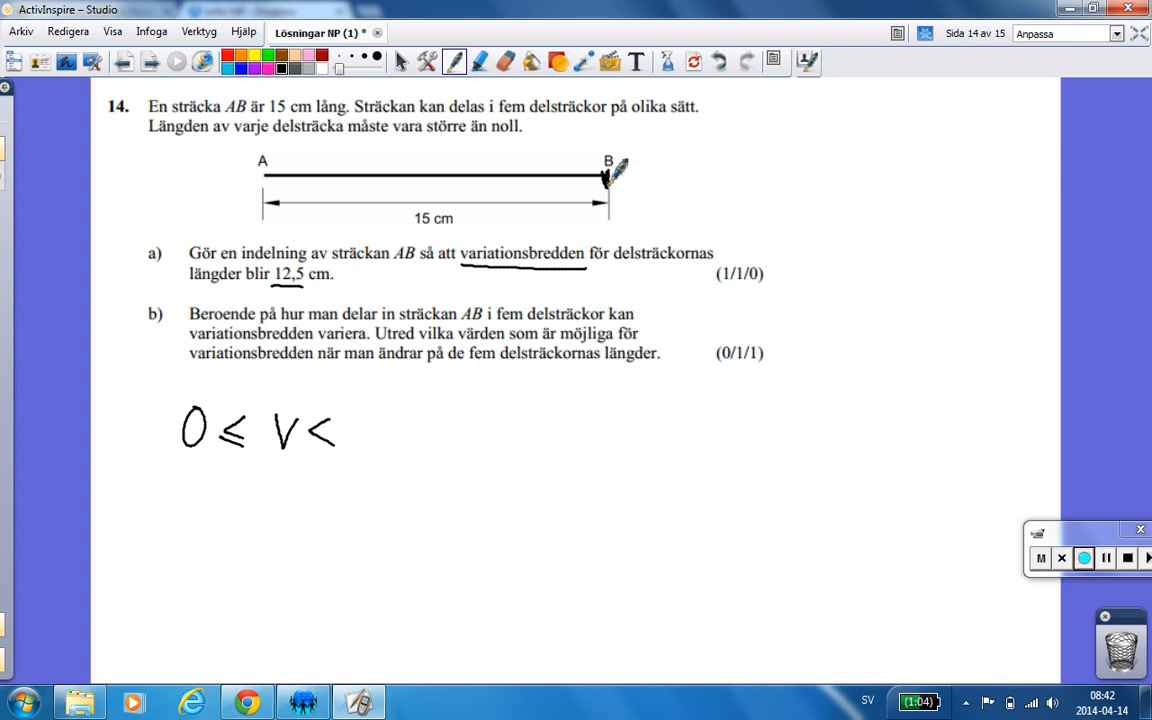 ActivInspire – Studio
Arkiv Redigera Visa Infoga Verktyg Hjälp Lösningar NP (1) * Sida 14 av 15 Anpassa
14. En sträcka AB är 15 cm lång. Sträckan kan delas i fem delsträckor på olika sätt.
Längden av varje delsträcka måste vara större än noll.
A B
15 cm
a) Gör en indelning av sträckan AB så att variationsbredden för delsträckornas
längder blir 12,5 cm. (1/1/0)
b) Beroende på hur man delar in sträckan AB i fem delsträckor kan
variationsbredden variera. Utred vilka värden som är möjliga för
variationsbredden när man ändrar på de fem delsträckornas längder. (0/1/1)
0 ≤ V <
M
SV (1:04) 08:42
2014-04-14